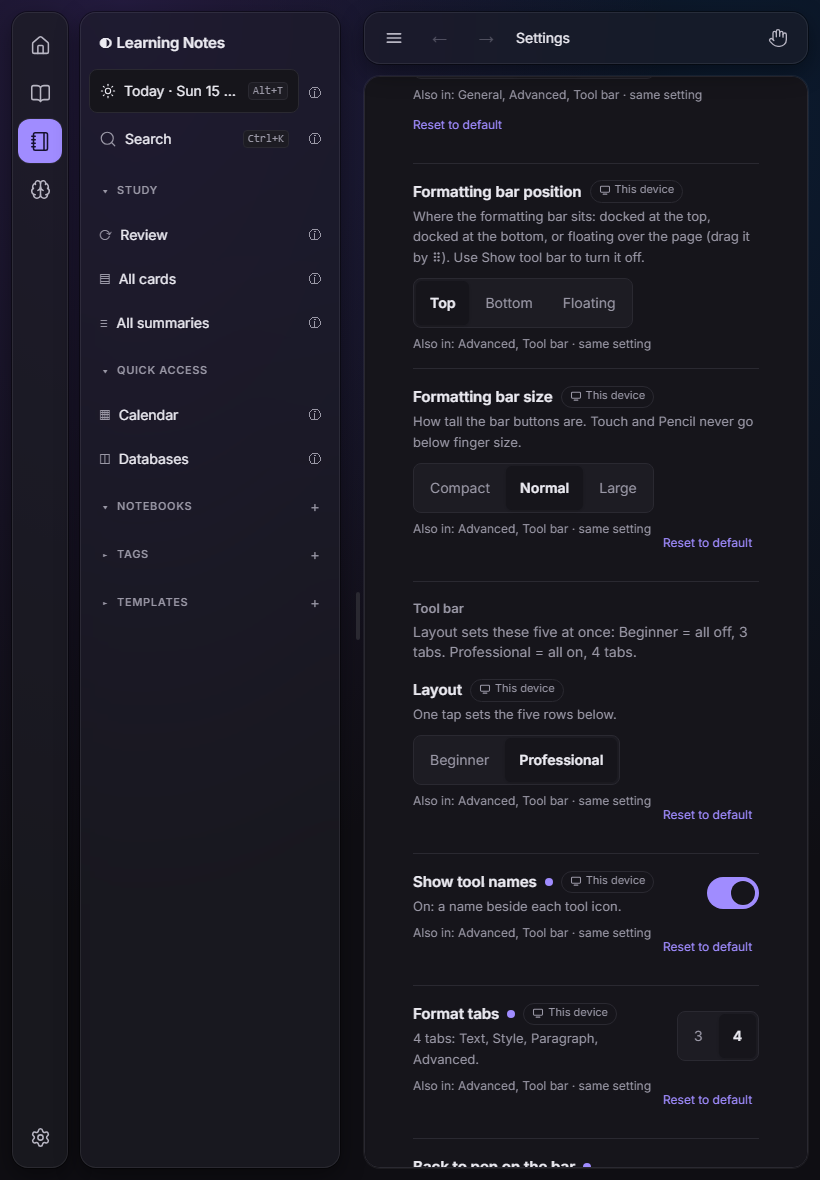 Learning Notes
Today · Sun 15 ... Alt+T
Search Ctrl+K
STUDY
Review
All cards
All summaries
QUICK ACCESS
Calendar
Databases
NOTEBOOKS +
TAGS +
TEMPLATES +
← → Settings
Also in: General, Advanced, Tool bar · same setting
Reset to default
Formatting bar position This device
Where the formatting bar sits: docked at the top,
docked at the bottom, or floating over the page (drag it
by ⠿). Use Show tool bar to turn it off.
Top Bottom Floating
Also in: Advanced, Tool bar · same setting
Formatting bar size This device
How tall the bar buttons are. Touch and Pencil never go
below finger size.
Compact Normal Large
Also in: Advanced, Tool bar · same setting
Reset to default
Tool bar
Layout sets these five at once: Beginner = all off, 3
tabs. Professional = all on, 4 tabs.
Layout This device
One tap sets the five rows below.
Beginner Professional
Also in: Advanced, Tool bar · same setting
Reset to default
Show tool names This device
On: a name beside each tool icon.
Also in: Advanced, Tool bar · same setting
Reset to default
Format tabs This device
4 tabs: Text, Style, Paragraph,
Advanced.
3 4
Also in: Advanced, Tool bar · same setting
Reset to default
Back to pen on the bar